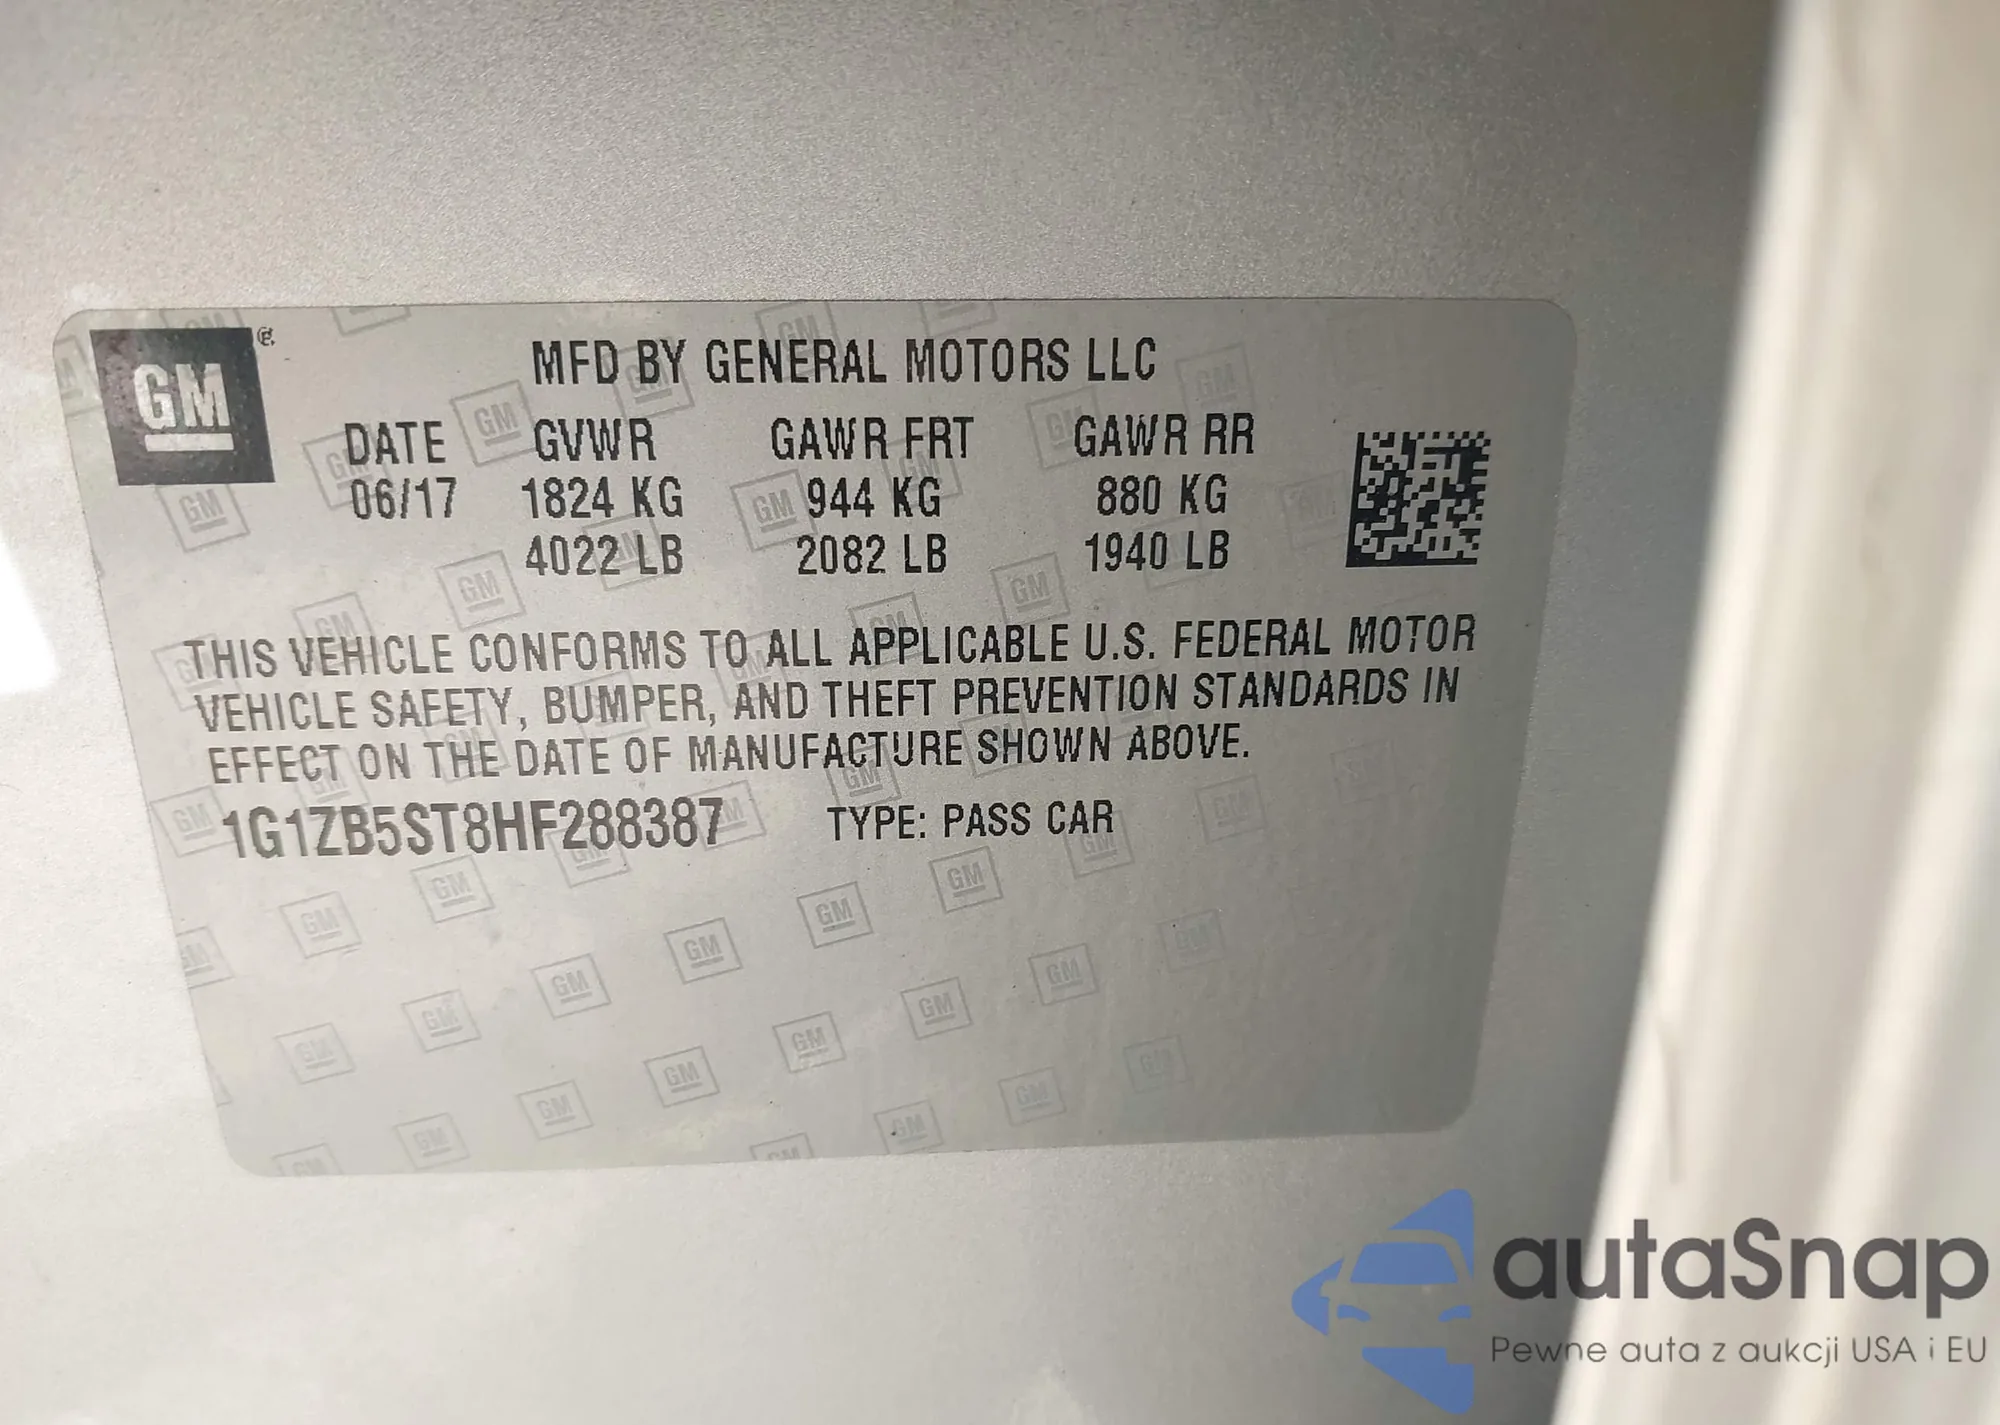 GM
MFD BY GENERAL MOTORS LLC
DATE GVWR GAWR FRT GAWR RR
06/17 1824 KG 944 KG 880 KG
4022 LB 2082 LB 1940 LB
THIS VEHICLE CONFORMS TO ALL APPLICABLE U.S. FEDERAL MOTOR
VEHICLE SAFETY, BUMPER, AND THEFT PREVENTION STANDARDS IN
EFFECT ON THE DATE OF MANUFACTURE SHOWN ABOVE.
1G1ZB5ST8HF288387 TYPE: PASS CAR
autaSnap
Pewne auta z aukcji USA i EU